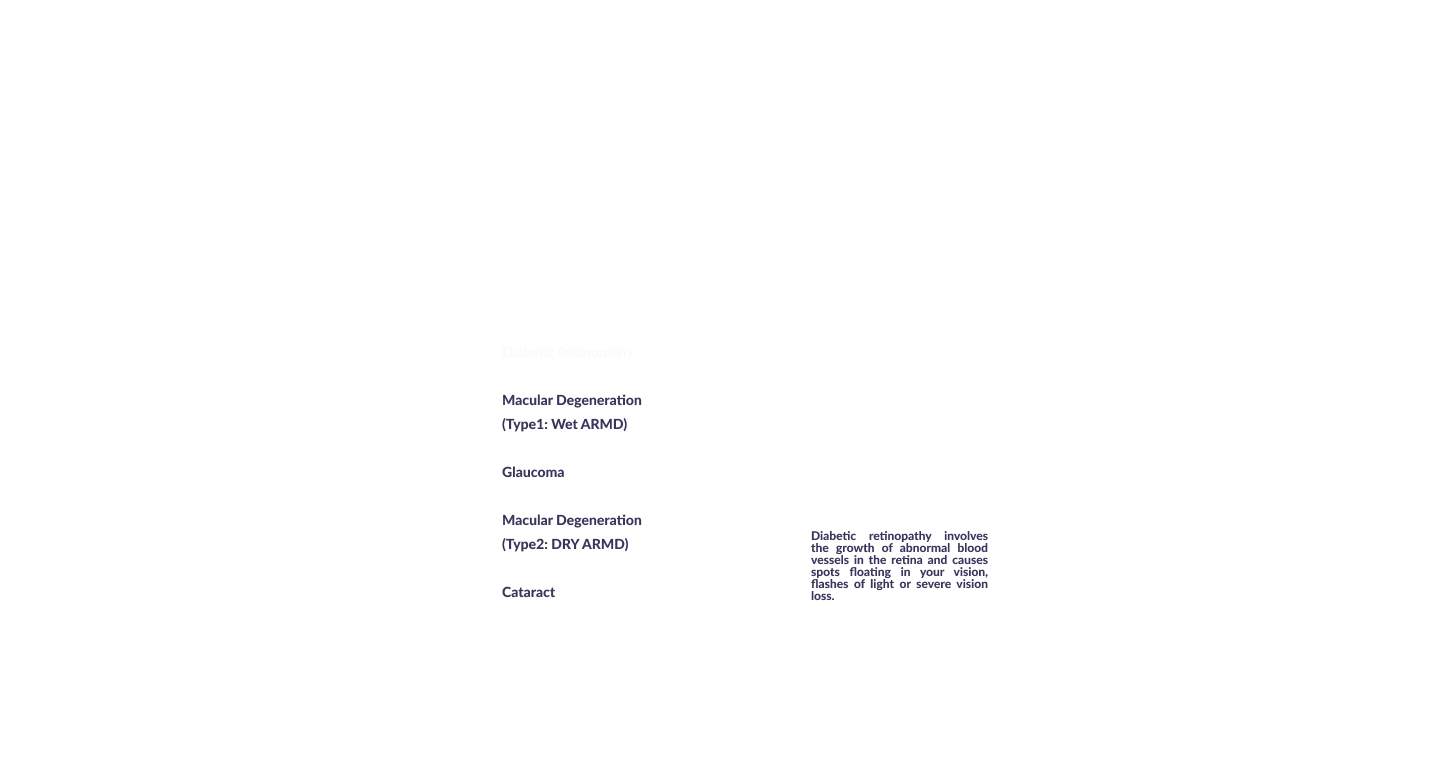 Diabetic Retinopathy
Macular Degeneration
(Type1: Wet ARMD)
Glaucoma
Macular Degeneration
(Type2: DRY ARMD)
Cataract
Diabetic retinopathy involves
the growth of abnormal blood
vessels in the retina and causes
spots floating in your vision,
flashes of light or severe vision
loss.